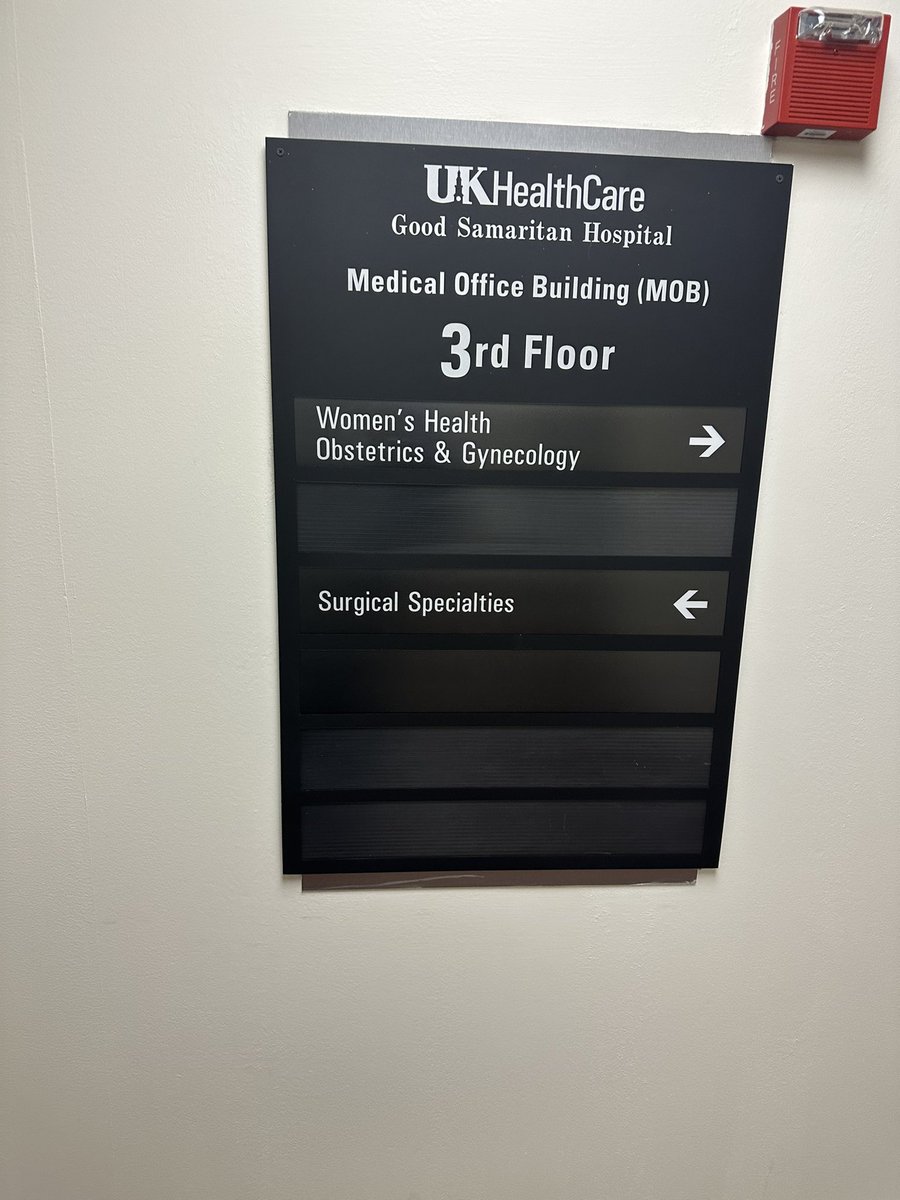 FIRE
UKHealthCare
Good Samaritan Hospital
Medical Office Building (MOB)
3rd Floor
Women's Health
Obstetrics & Gynecology
Surgical Specialties